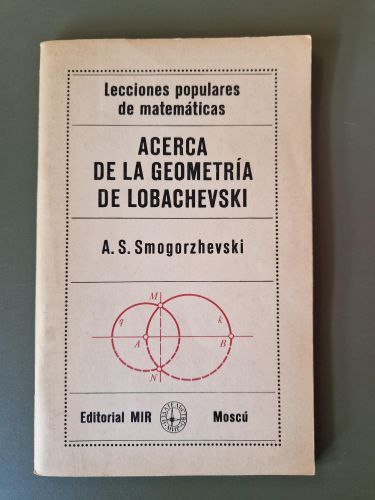 Lecciones populares
de matemáticas
ACERCA
DE LA GEOMETRÍA
DE LOBACHEVSKI
A. S. Smogorzhevski
M
q
k
A
B
N
Editorial MIR
Moscú